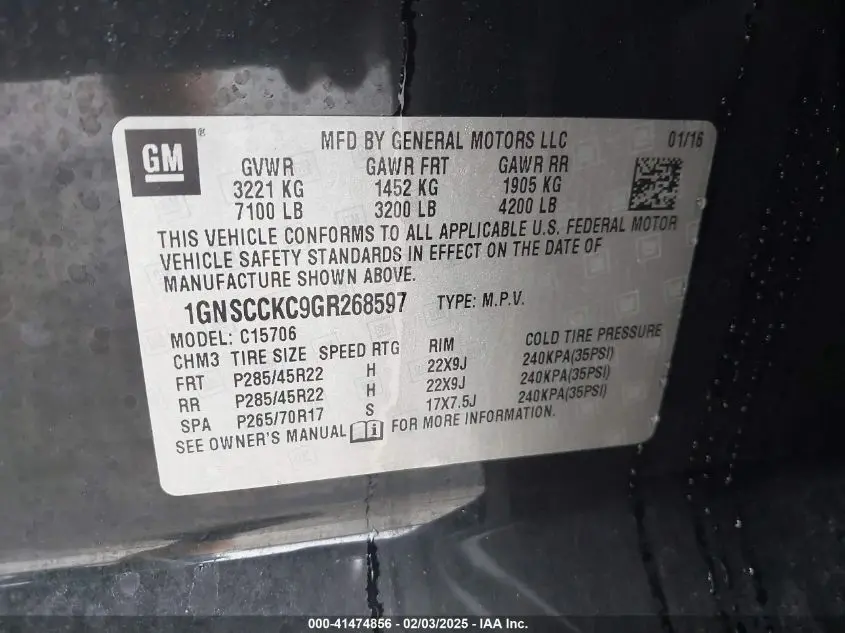 GM®
MFD BY GENERAL MOTORS LLC 01/16
GVWR GAWR FRT GAWR RR
3221 KG 1452 KG 1905 KG
7100 LB 3200 LB 4200 LB
THIS VEHICLE CONFORMS TO ALL APPLICABLE U.S. FEDERAL MOTOR
VEHICLE SAFETY STANDARDS IN EFFECT ON THE DATE OF
MANUFACTURE SHOWN ABOVE.
1GNSCCKC9GR268597 TYPE: M.P.V.
MODEL: C15706
CHM3 TIRE SIZE SPEED RTG RIM COLD TIRE PRESSURE
FRT P285/45R22 H 22X9J 240KPA(35PSI)
RR P285/45R22 H 22X9J 240KPA(35PSI)
SPA P265/70R17 S 17X7.5J 240KPA(35PSI)
SEE OWNER'S MANUAL i FOR MORE INFORMATION.
000-41474856 - 02/03/2025 - IAA Inc.